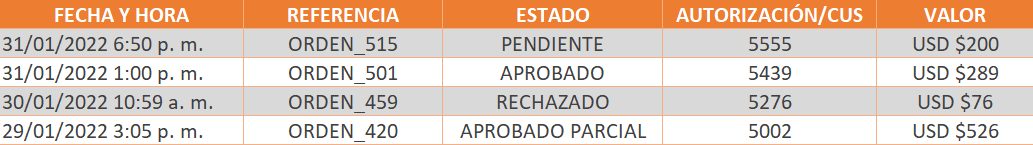 FECHA Y HORA REFERENCIA ESTADO AUTORIZACIÓN/CUS VALOR
31/01/2022 6:50 p. m. ORDEN_515 PENDIENTE 5555 USD $200
31/01/2022 1:00 p. m. ORDEN_501 APROBADO 5439 USD $289
30/01/2022 10:59 a. m. ORDEN_459 RECHAZADO 5276 USD $76
29/01/2022 3:05 p. m. ORDEN_420 APROBADO PARCIAL 5002 USD $526